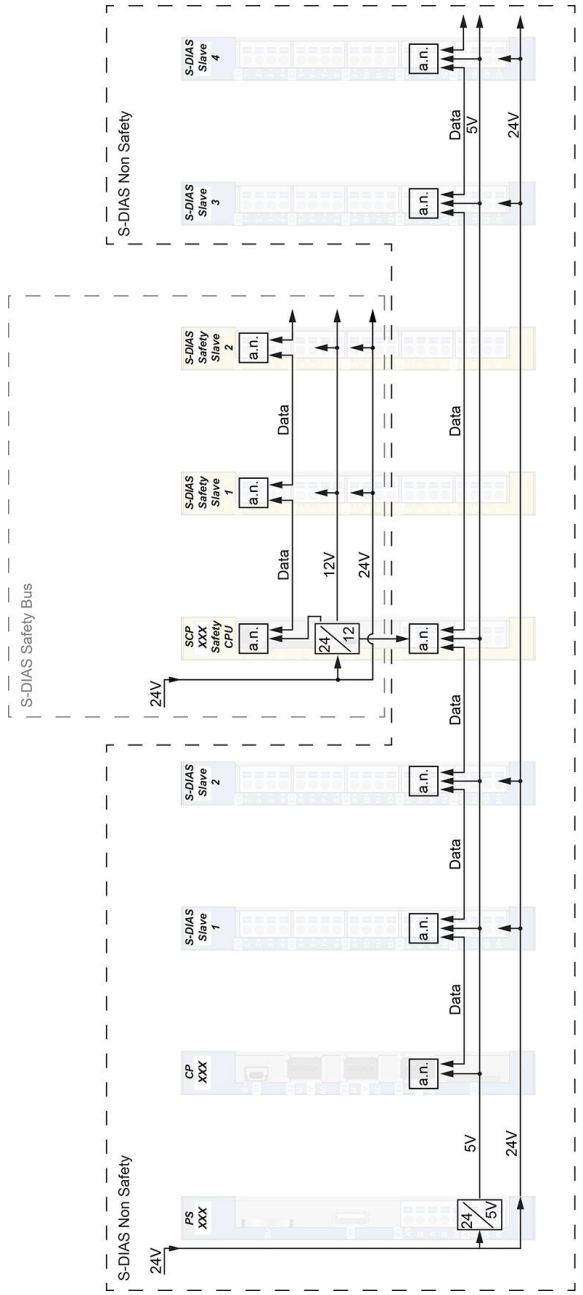 S-DIAS Non Safety
24V
PS
XXX
24
5V
5V
24V
CP
XXX
a.n.
Data
S-DIAS
Slave
1
a.n.
Data
S-DIAS
Slave
2
a.n.
Data
S-DIAS Safety Bus
24V
SCP
XXX
Safety
CPU
a.n.
24
12
a.n.
Data
12V
24V
Data
S-DIAS
Safety
Slave
1
a.n.
Data
S-DIAS
Safety
Slave
2
a.n.
S-DIAS Non Safety
S-DIAS
Slave
3
a.n.
Data
5V
24V
S-DIAS
Slave
4
a.n.